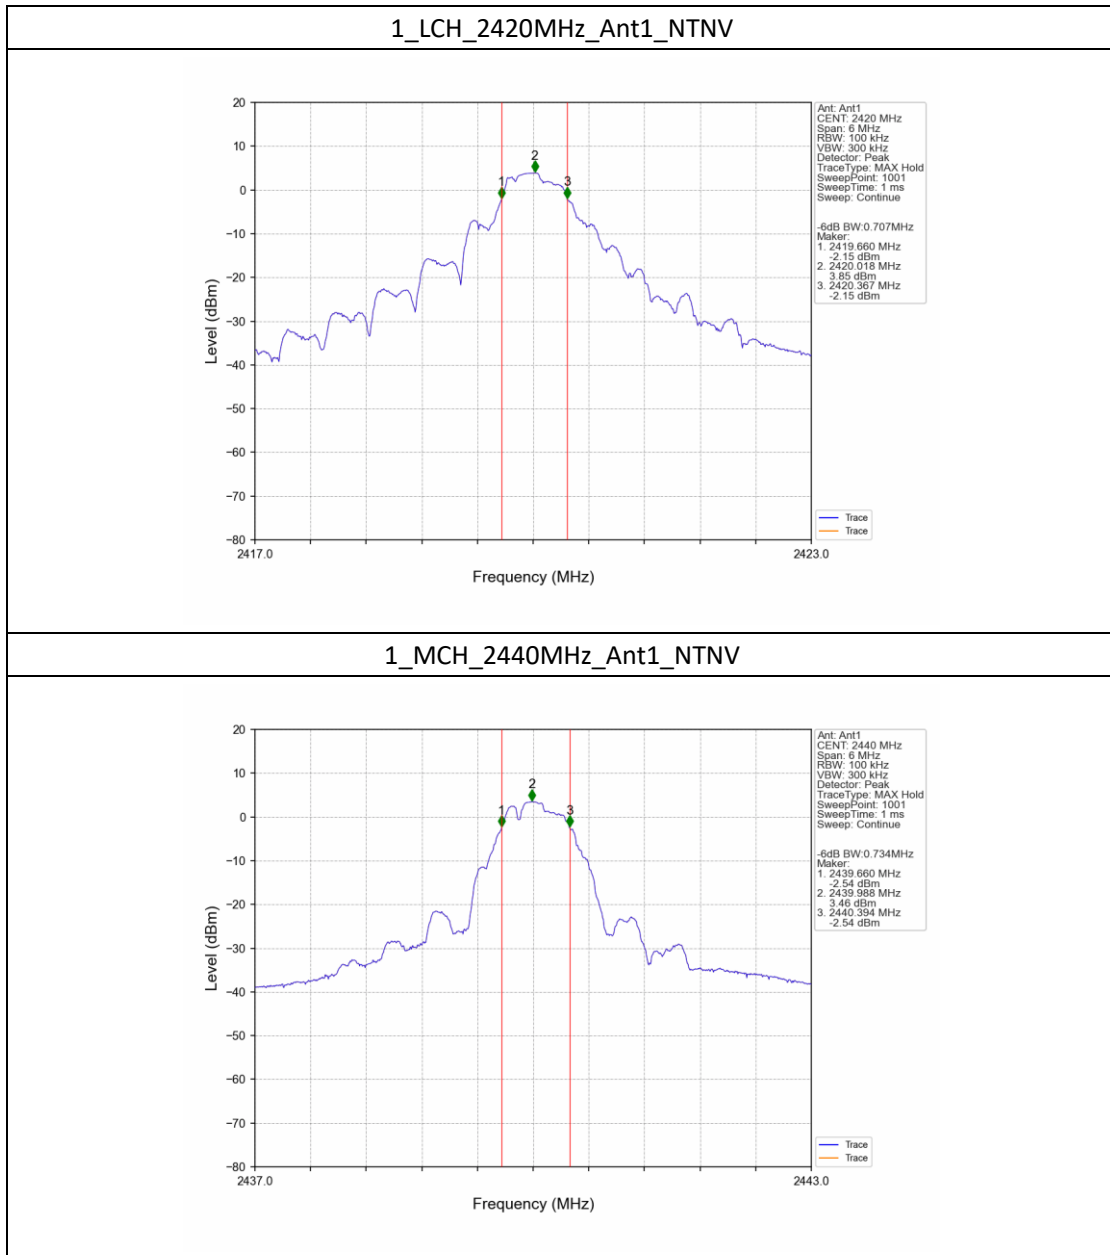 1_LCH_2420MHz_Ant1_NTNV
20
10
0
−10
−20
−30
−40
−50
−60
−70
−80
Level (dBm)
1
2
3
2417.0
2423.0
Frequency (MHz)
Ant: Ant1
CENT: 2420 MHz
Span: 6 MHz
RBW: 100 kHz
VBW: 300 kHz
Detector: Peak
TraceType: MAX Hold
SweepPoint: 1001
SweepTime: 1 ms
Sweep: Continue
-6dB BW:0.707MHz
Maker:
1. 2419.660 MHz
-2.15 dBm
2. 2420.018 MHz
3.85 dBm
3. 2420.367 MHz
-2.15 dBm
Trace
Trace
1_MCH_2440MHz_Ant1_NTNV
20
10
0
−10
−20
−30
−40
−50
−60
−70
−80
Level (dBm)
1
2
3
2437.0
2443.0
Frequency (MHz)
Ant: Ant1
CENT: 2440 MHz
Span: 6 MHz
RBW: 100 kHz
VBW: 300 kHz
Detector: Peak
TraceType: MAX Hold
SweepPoint: 1001
SweepTime: 1 ms
Sweep: Continue
-6dB BW:0.734MHz
Maker:
1. 2439.660 MHz
-2.54 dBm
2. 2439.988 MHz
3.46 dBm
3. 2440.394 MHz
-2.54 dBm
Trace
Trace